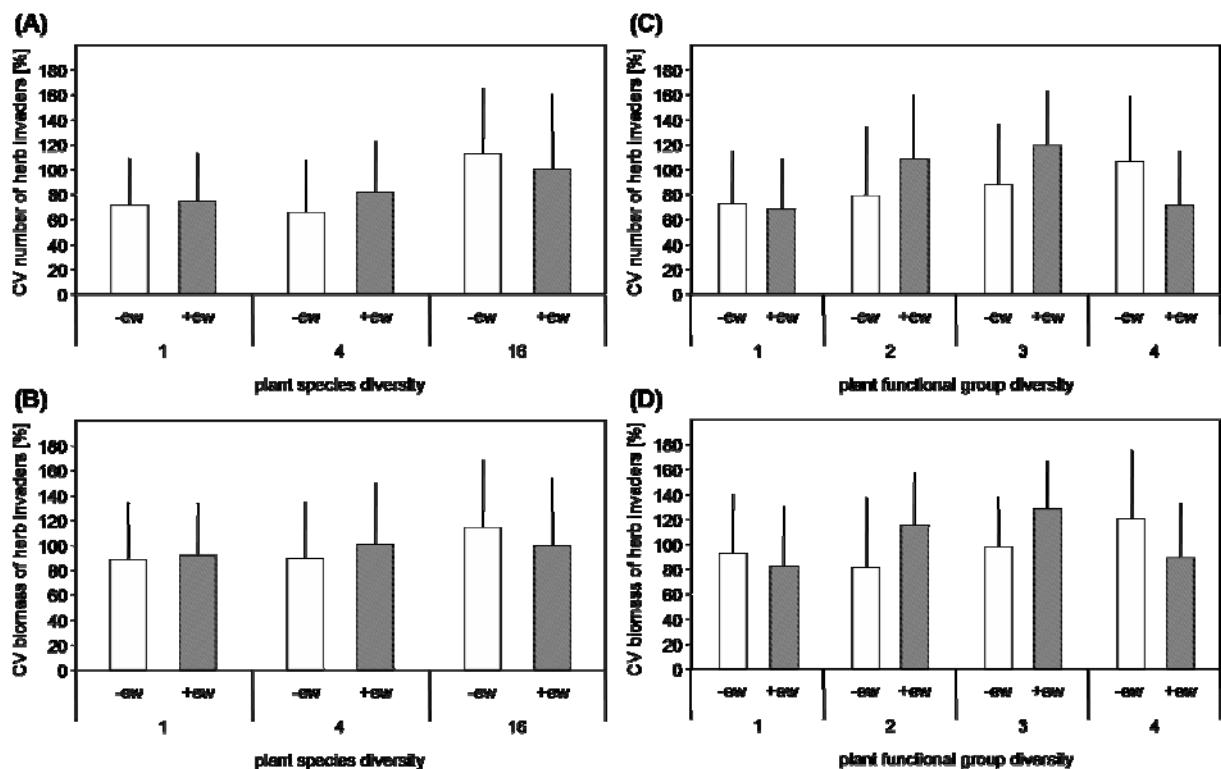 (A)
CV number of herb invaders [%]
180
160
140
120
100
80
60
40
20
0
-ew +ew -ew +ew -ew +ew
1 4 16
plant species diversity
(C)
CV number of herb invaders [%]
180
160
140
120
100
80
60
40
20
0
-ew +ew -ew +ew -ew +ew -ew +ew
1 2 3 4
plant functional group diversity
(B)
CV biomass of herb invaders [%]
180
160
140
120
100
80
60
40
20
0
-ew +ew -ew +ew -ew +ew
1 4 16
plant species diversity
(D)
CV biomass of herb invaders [%]
180
160
140
120
100
80
60
40
20
0
-ew +ew -ew +ew -ew +ew -ew +ew
1 2 3 4
plant functional group diversity